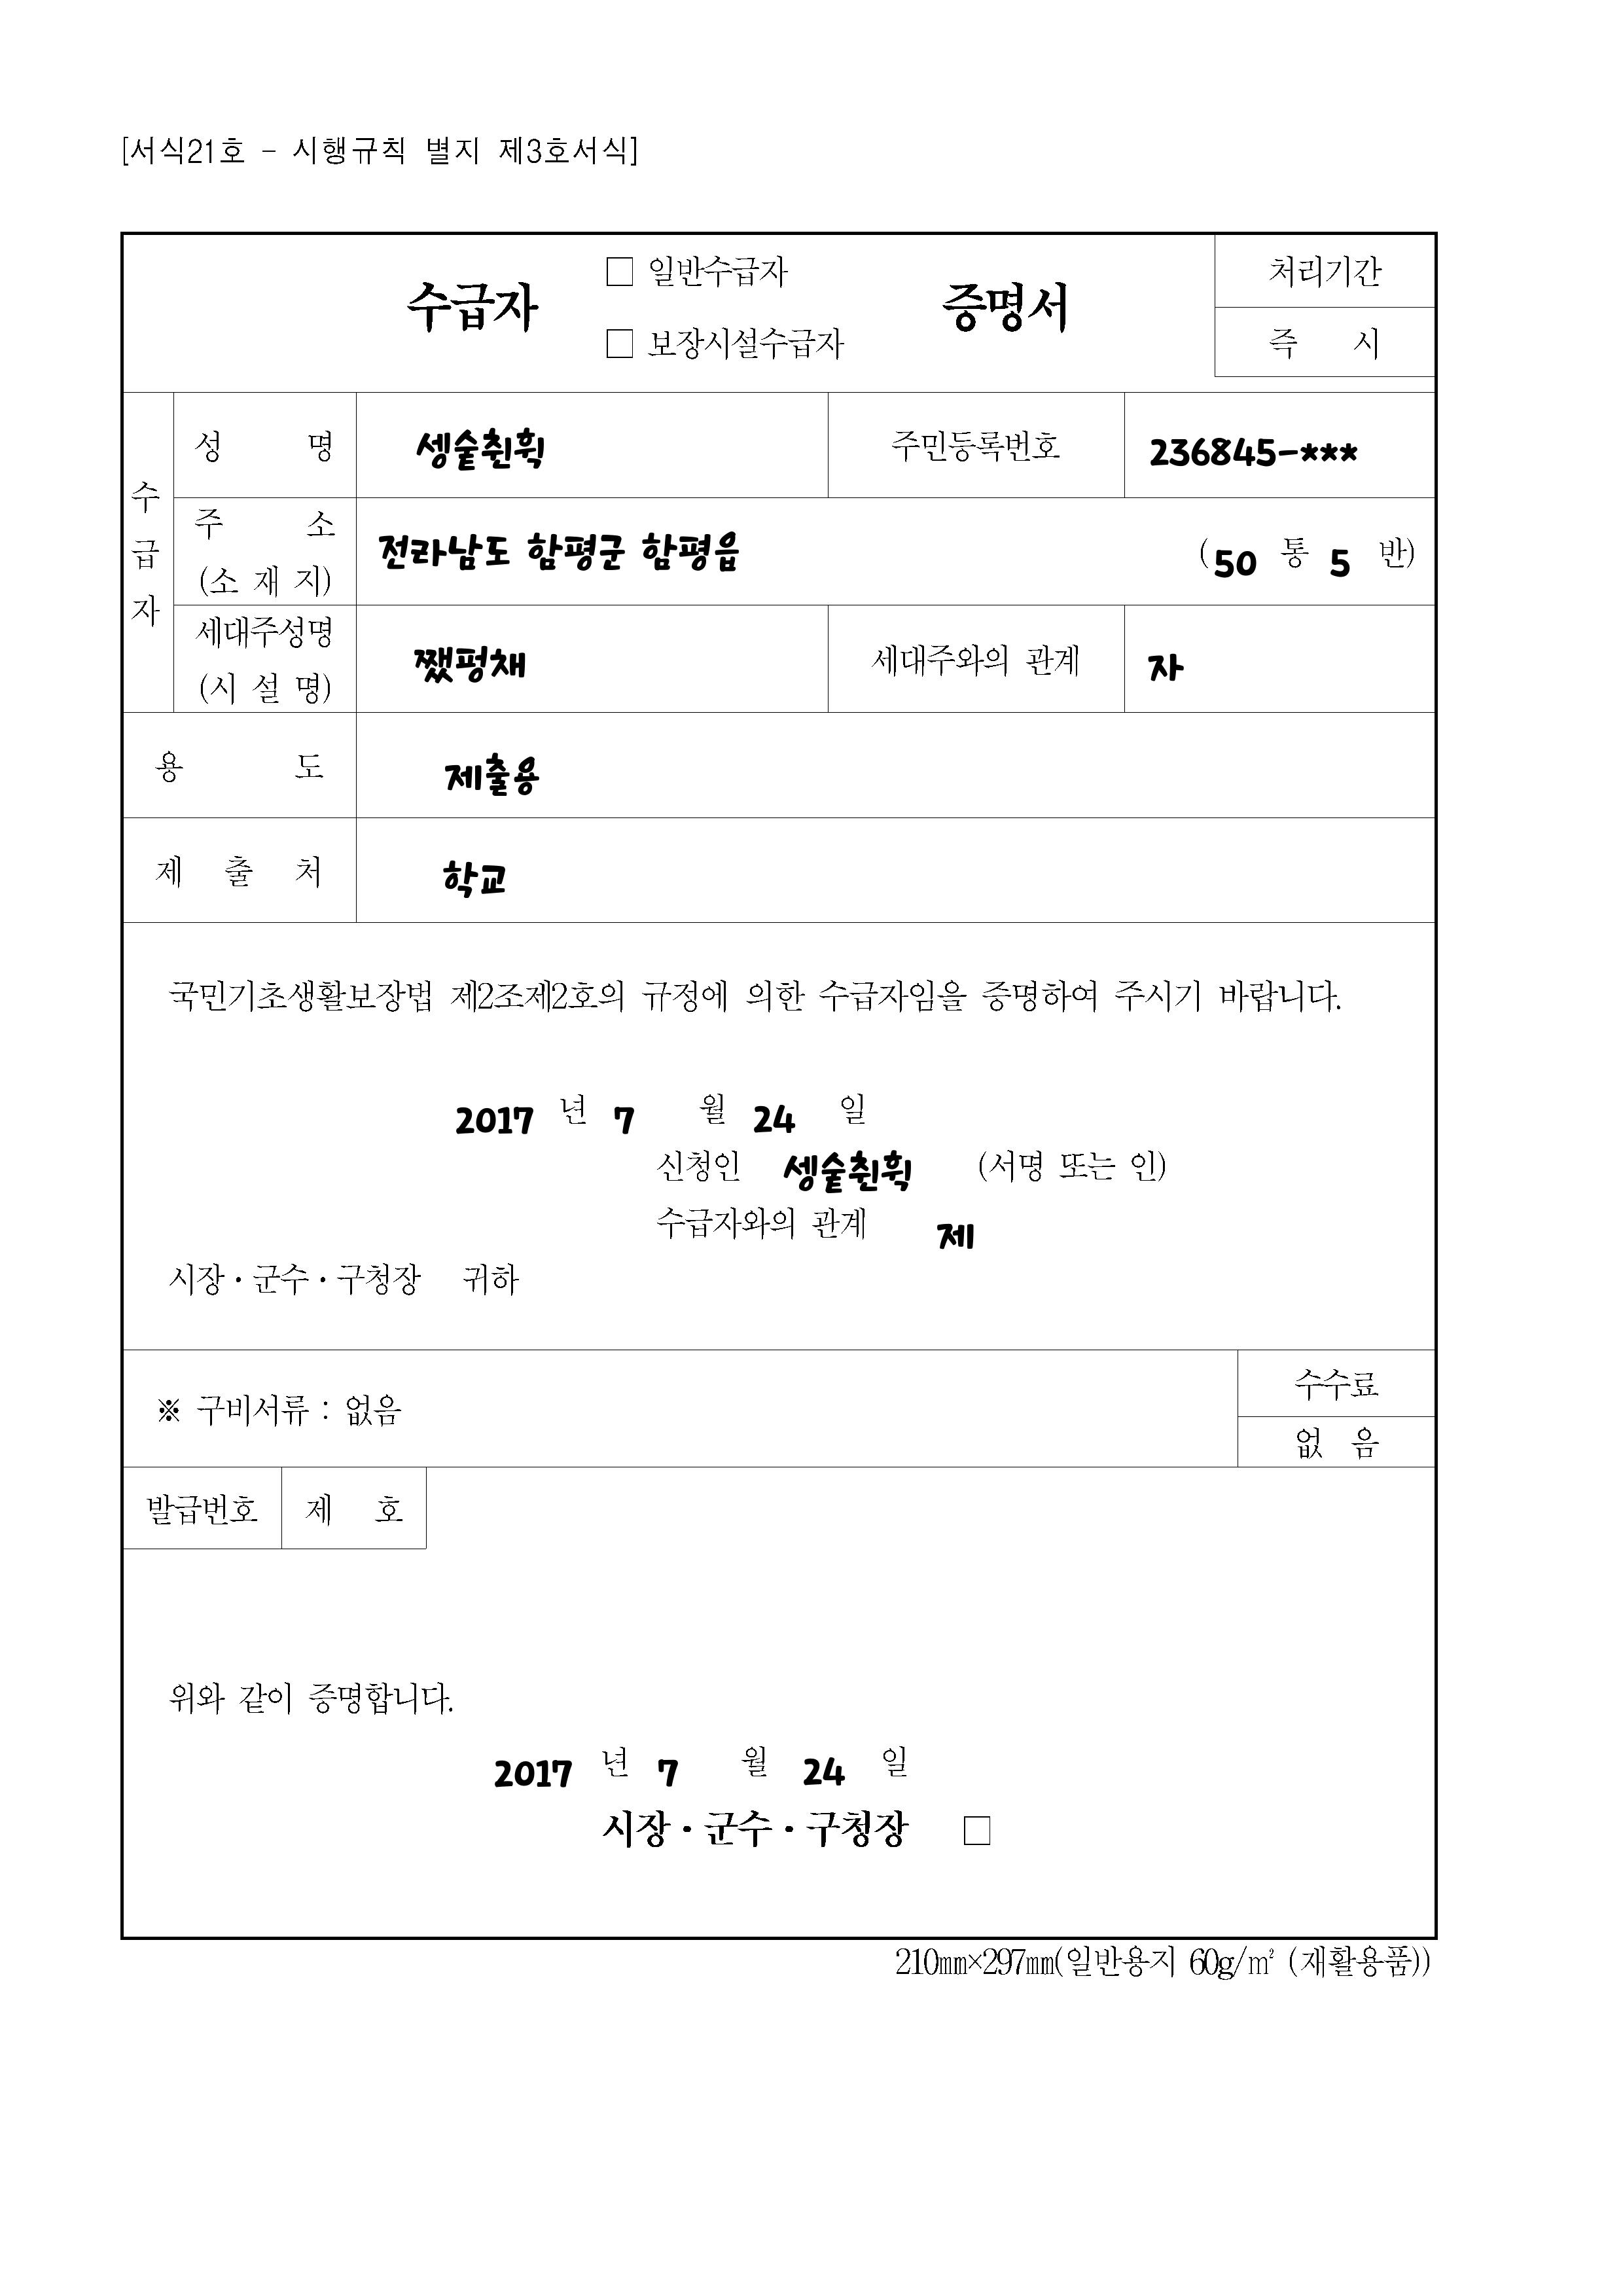 [서식21호 - 시행규칙 별지 제3호서식]
수급자 □ 일반수급자 □ 보장시설수급자 증명서
처리기간
즉 시
수급자
성 명 셍숱췬휙 주민등록번호 236845-***
주 소 (소 재 지) 전라남도 함평군 함평읍 (50 통 5 반)
세대주성명 (시 설 명) 쨌펑채 세대주와의 관계 자
용 도 제출용
제 출 처 학교
국민기초생활보장법 제2조제2호의 규정에 의한 수급자임을 증명하여 주시기 바랍니다.
2017 년 7 월 24 일
신청인 셍숱췬휙 (서명 또는 인)
수급자와의 관계 제
시장·군수·구청장 귀하
※ 구비서류 : 없음
수수료
없 음
발급번호 제 호
위와 같이 증명합니다.
2017 년 7 월 24 일
시장·군수·구청장 □
210㎜×297㎜(일반용지 60g/㎡ (재활용품))